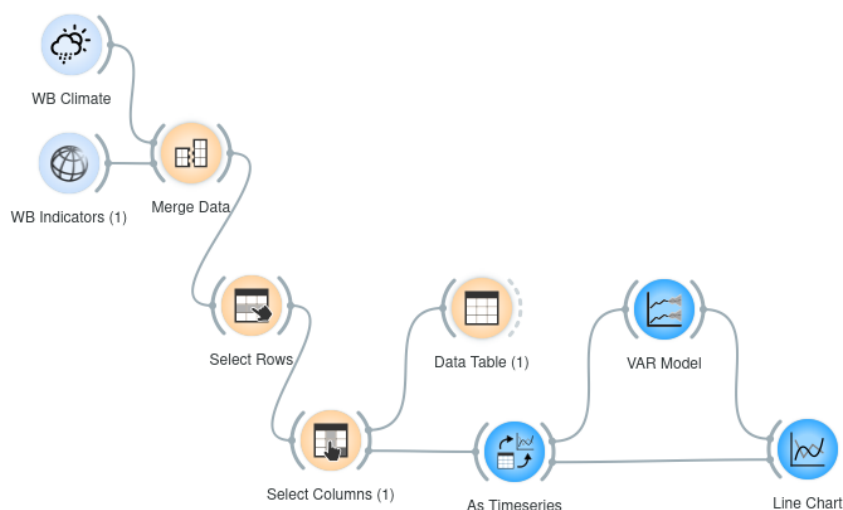 WB Climate
WB Indicators (1)
Merge Data
Select Rows
Data Table (1)
VAR Model
Select Columns (1)
As Timeseries
Line Chart